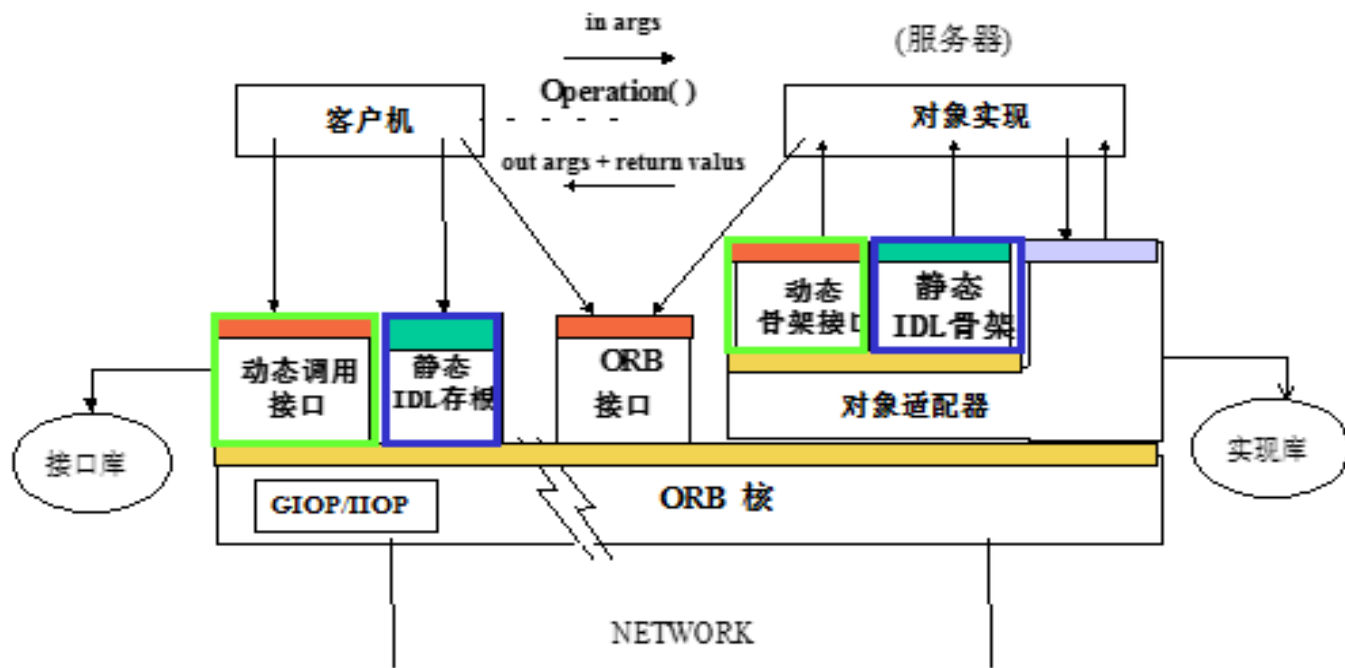 in args
(服务器)
Operation( )
客户机
对象实现
out args + return valus
动态
骨架接口
静态
IDL骨架
动态调用
接口
静态
IDL存根
ORB
接口
对象适配器
接口库
实现库
GIOP/IIOP
ORB 核
NETWORK